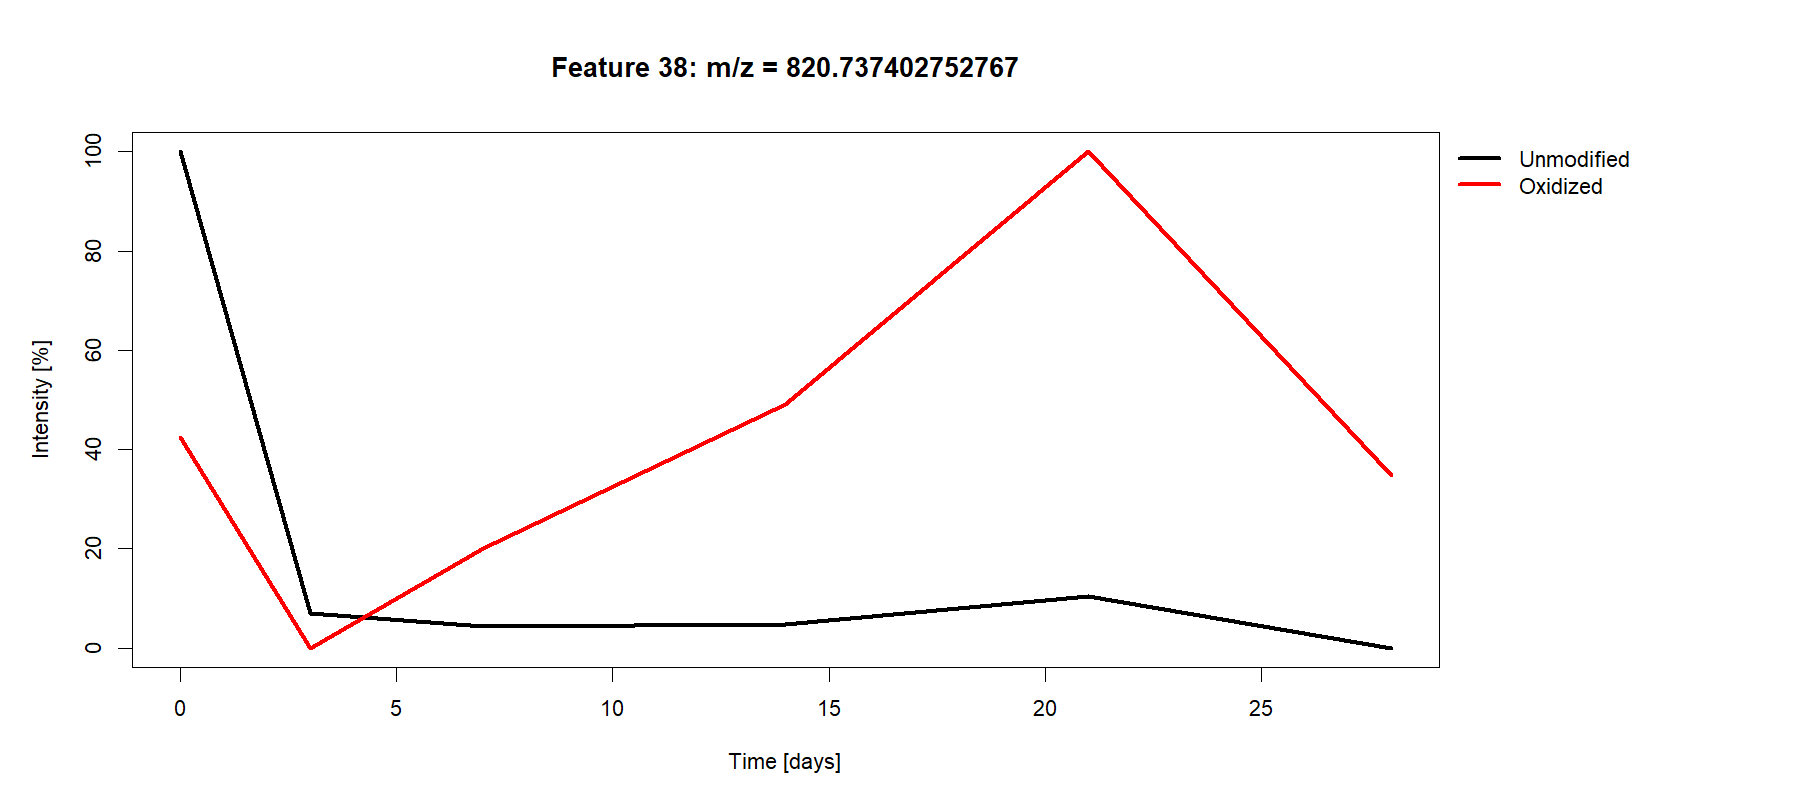 Feature 38: m/z = 820.737402752767
Unmodified
Oxidized
Intensity [%]
100
80
60
40
20
0
0 5 10 15 20 25
Time [days]